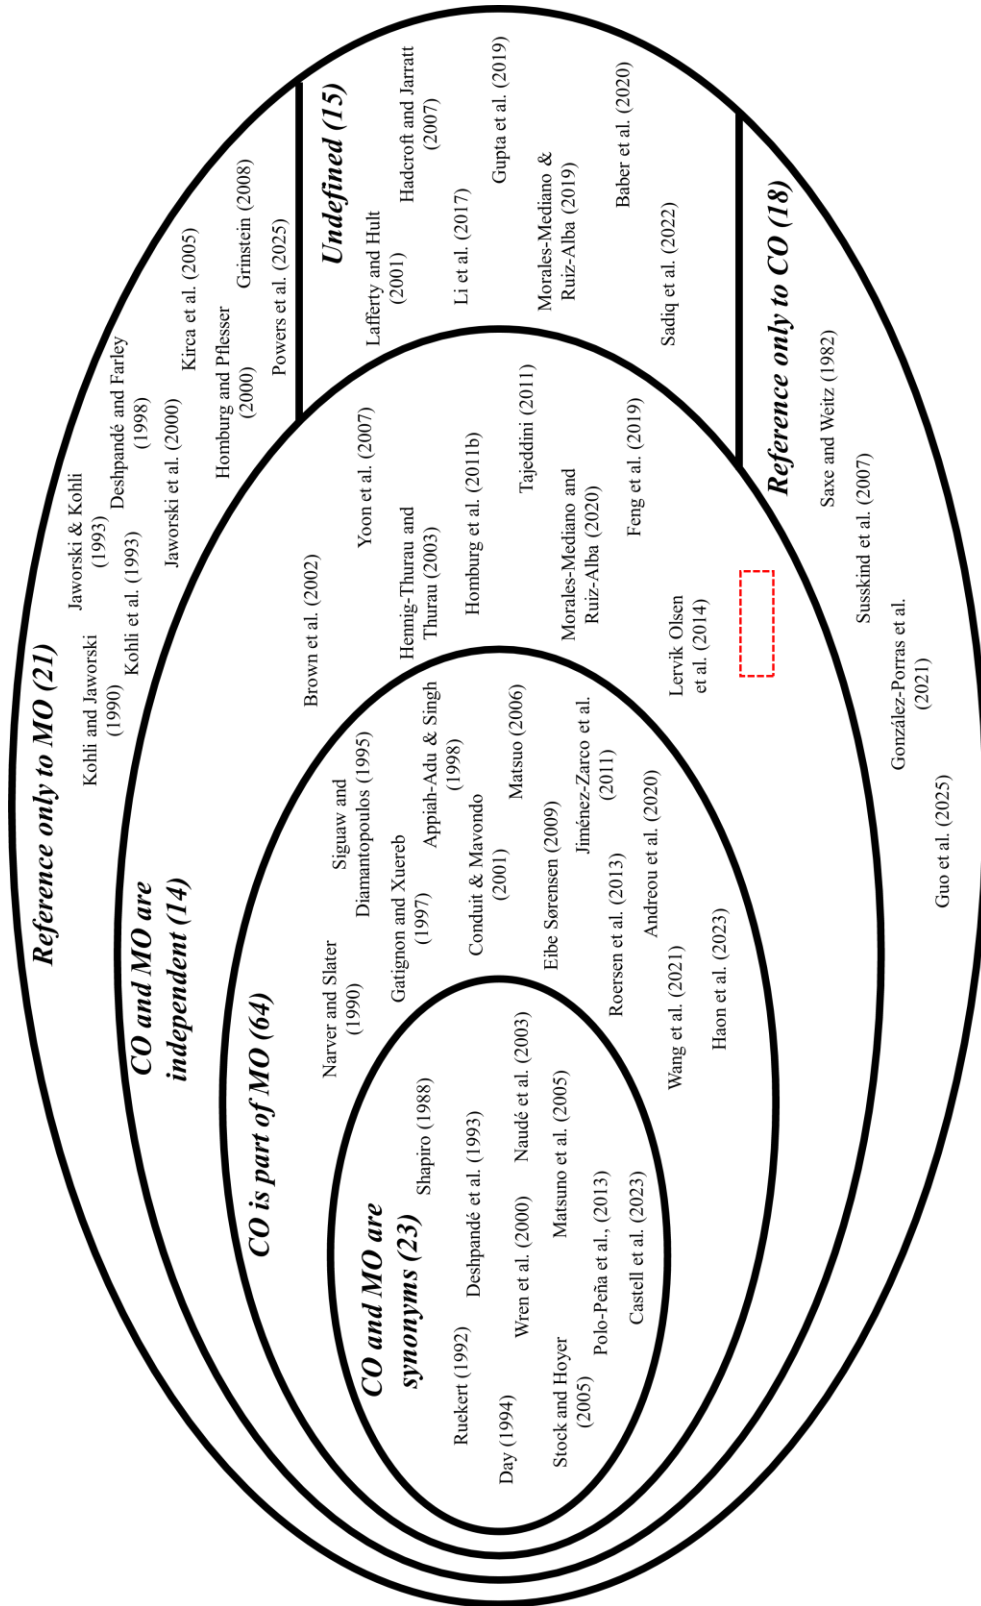 Reference only to MO (21)
Kohli and Jaworski
(1990)
Jaworski & Kohli
(1993)
Kohli et al. (1993)
Deshpandé and Farley
(1998)
Jaworski et al. (2000)
Kirca et al. (2005)
Homburg and Pflesser
(2000)
Grinstein (2008)
Powers et al. (2025)
Undefined (15)
Lafferty and Hult
(2001)
Hadcroft and Jarratt
(2007)
Li et al. (2017)
Gupta et al. (2019)
Morales-Mediano &
Ruiz-Alba (2019)
Baber et al. (2020)
Sadiq et al. (2022)
Reference only to CO (18)
Saxe and Weitz (1982)
Susskind et al. (2007)
González-Porras et al.
(2021)
Guo et al. (2025)
CO and MO are
independent (14)
Brown et al. (2002)
Yoon et al. (2007)
Hennig-Thurau and
Thurau (2003)
Homburg et al. (2011b)
Tajeddini (2011)
Morales-Mediano and
Ruiz-Alba (2020)
Feng et al. (2019)
Lervik Olsen
et al. (2014)
CO is part of MO (64)
Narver and Slater
(1990)
Siguaw and
Diamantopoulos (1995)
Gatignon and Xuereb
(1997)
Appiah-Adu & Singh
(1998)
Conduit & Mavondo
(2001)
Matsuo (2006)
Eibe Sørensen (2009)
Jiménez-Zarco et al.
(2011)
Roersen et al. (2013)
Andreou et al. (2020)
Wang et al. (2021)
Haon et al. (2023)
CO and MO are
synonyms (23)
Shapiro (1988)
Ruekert (1992)
Deshpandé et al. (1993)
Day (1994)
Wren et al. (2000)
Naudé et al. (2003)
Stock and Hoyer
(2005)
Matsuno et al. (2005)
Polo-Peña et al., (2013)
Castell et al. (2023)